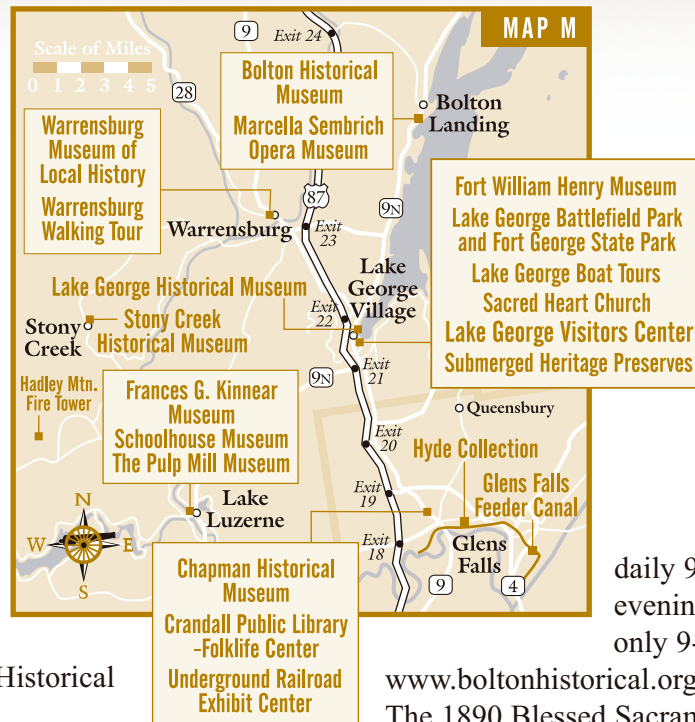 MAP M
9
Exit 24
Scale of Miles
0 1 2 3 4 5
28
Bolton Historical
Museum
Marcella Sembrich
Opera Museum
Bolton
Landing
Warrensburg
Museum of
Local History
Warrensburg
Walking Tour
87
9N
Warrensburg
Exit
23
Fort William Henry Museum
Lake George Battlefield Park
and Fort George State Park
Lake George Boat Tours
Sacred Heart Church
Lake George Visitors Center
Submerged Heritage Preserves
Lake
George
Village
Lake George Historical Museum
Exit
22
Stony
Creek
Stony Creek
Historical Museum
Exit
21
9N
Hadley Mtn.
Fire Tower
Frances G. Kinnear
Museum
Schoolhouse Museum
The Pulp Mill Museum
Queensbury
Exit
20
Hyde Collection
Glens Falls
Feeder Canal
Exit
19
Lake
Luzerne
N
W E
S
Exit
18
Glens
Falls
9
4
Chapman Historical
Museum
Crandall Public Library
-Folklife Center
Underground Railroad
Exhibit Center
Historical
daily 9
evenin
only 9-
www.boltonhistorical.org
The 1890 Blessed Sacran